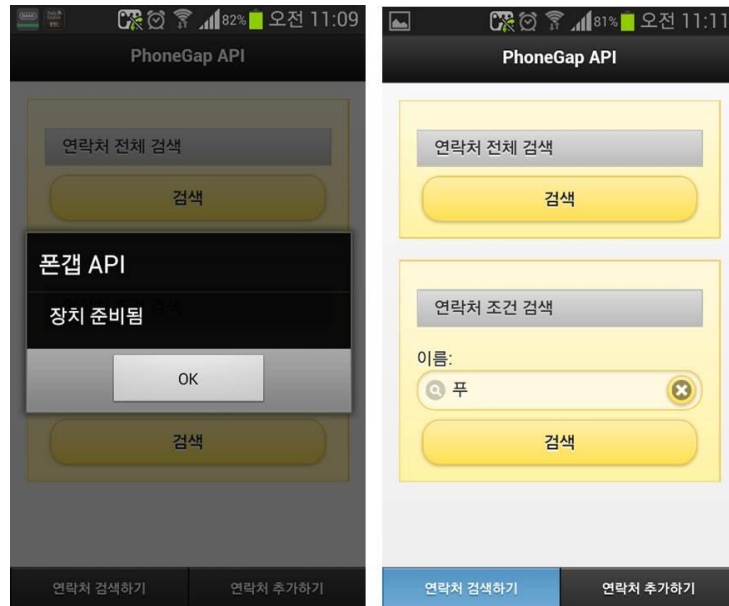 82% 오전 11:09
PhoneGap API
연락처 전체 검색
검색
폰갭 API
장치 준비됨
OK
검색
연락처 검색하기
연락처 추가하기
81% 오전 11:11
PhoneGap API
연락처 전체 검색
검색
연락처 조건 검색
이름:
푸
검색
연락처 검색하기
연락처 추가하기